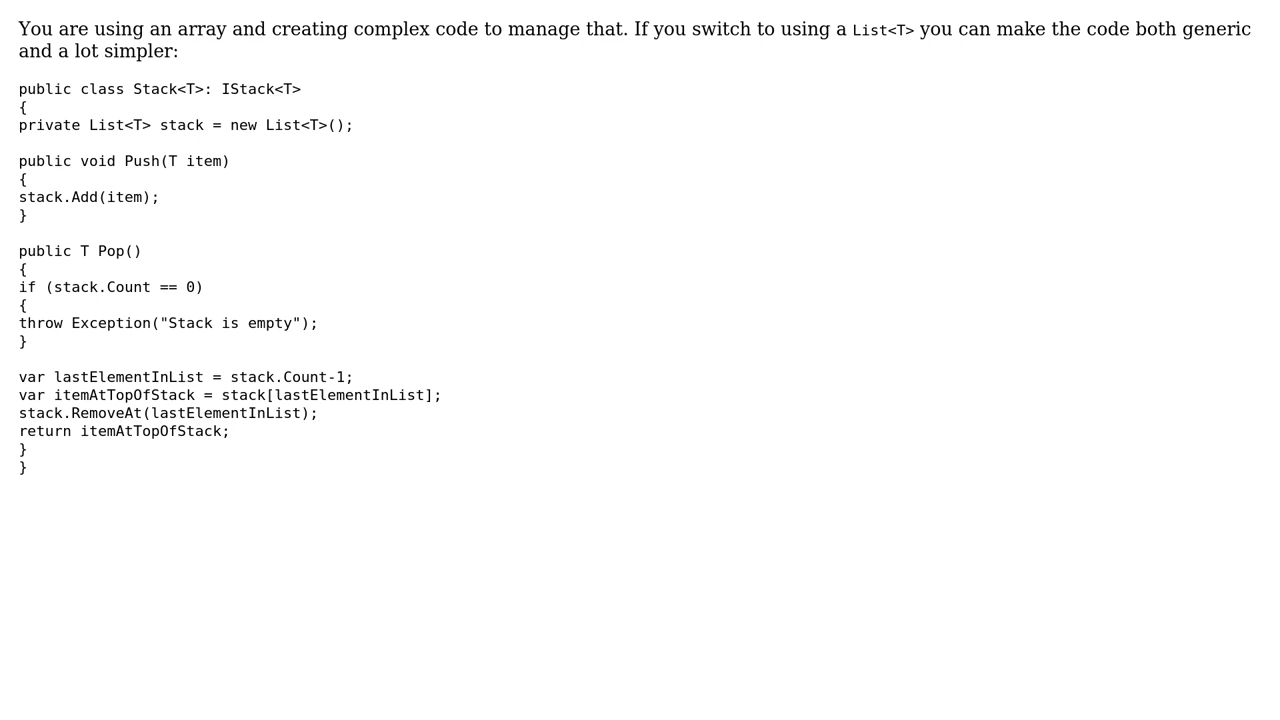 You are using an array and creating complex code to manage that. If you switch to using a List<T> you can make the code both generic
and a lot simpler:
public class Stack<T>: IStack<T>
{
private List<T> stack = new List<T>();
public void Push(T item)
{
stack.Add(item);
}
public T Pop()
{
if (stack.Count == 0)
{
throw Exception("Stack is empty");
}
var lastElementInList = stack.Count-1;
var itemAtTopOfStack = stack[lastElementInList];
stack.RemoveAt(lastElementInList);
return itemAtTopOfStack;
}
}